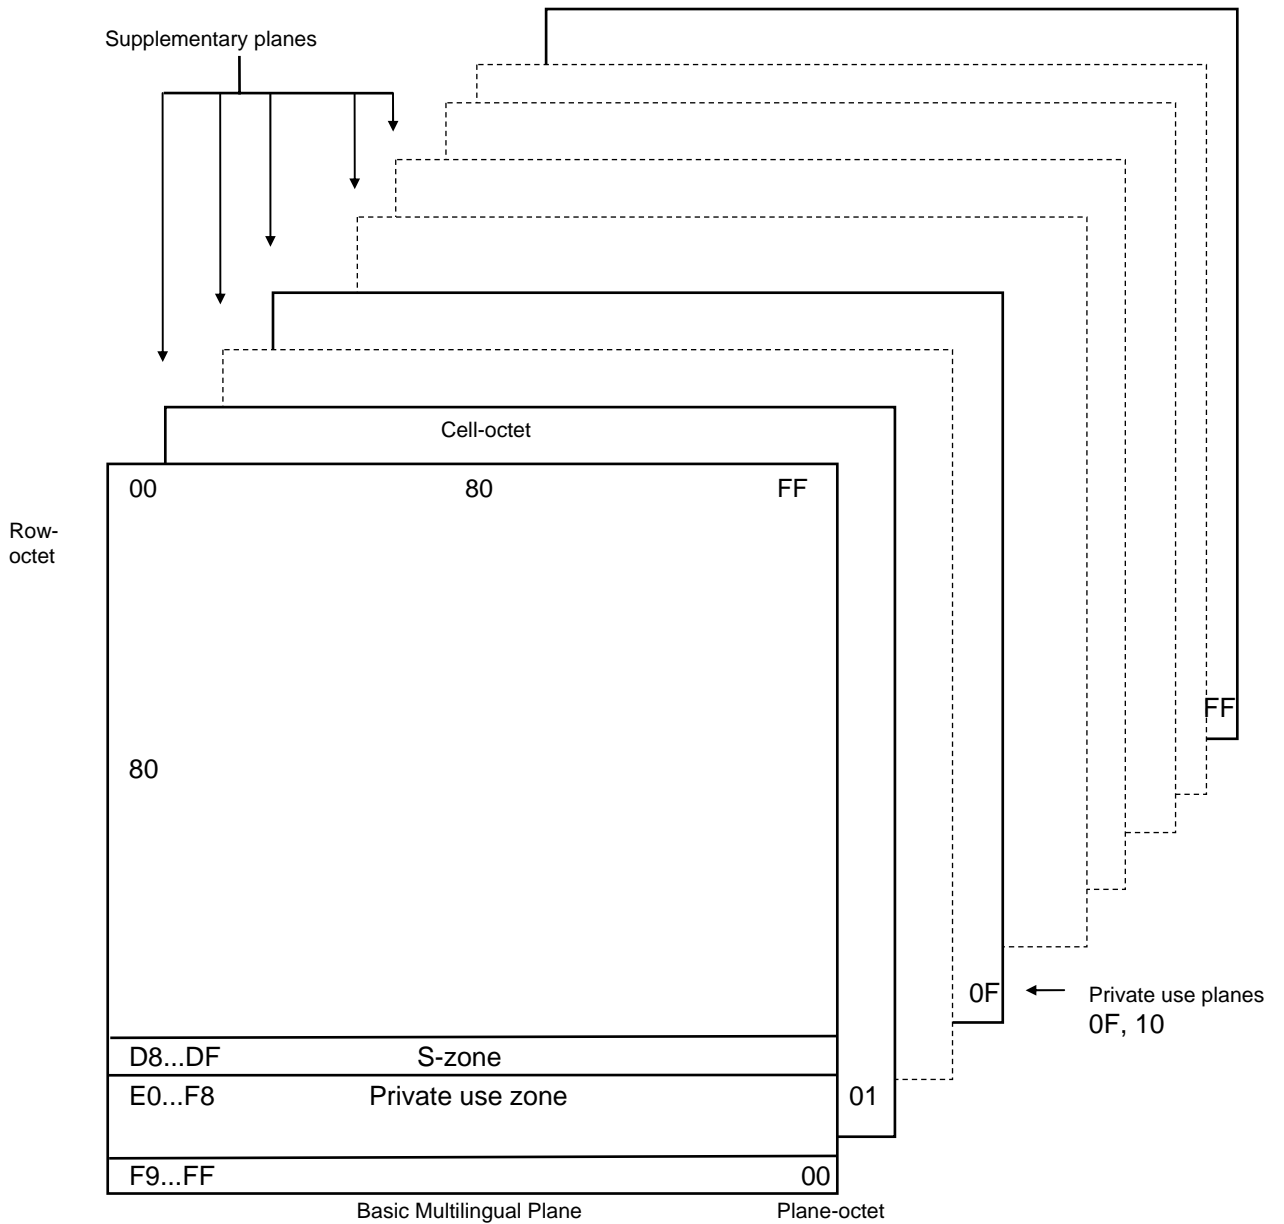 Supplementary planes
Cell-octet
00 80 FF
Row-
octet
FF
80
0F
Private use planes
0F, 10
D8...DF S-zone
E0...F8 Private use zone
01
F9...FF 00
Basic Multilingual Plane Plane-octet